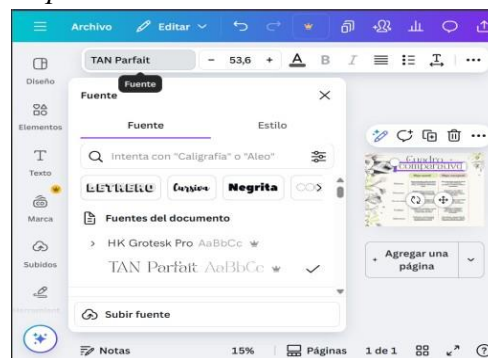 Archivo Editar
TAN Parfait - 53,6 + A B I
Diseño
Elementos
Texto
Marca
Subidos
Fuente
Fuente
Fuente Estilo
Intenta con "Caligrafía" o "Aleo"
LETRERO Cursiva Negrita
Fuentes del documento
HK Grotesk Pro AaBbCc
TAN Parfait AaBbCc
Subir fuente
Cuadro
comparativo
Agregar una
página
Notas 15% Páginas 1 de 1